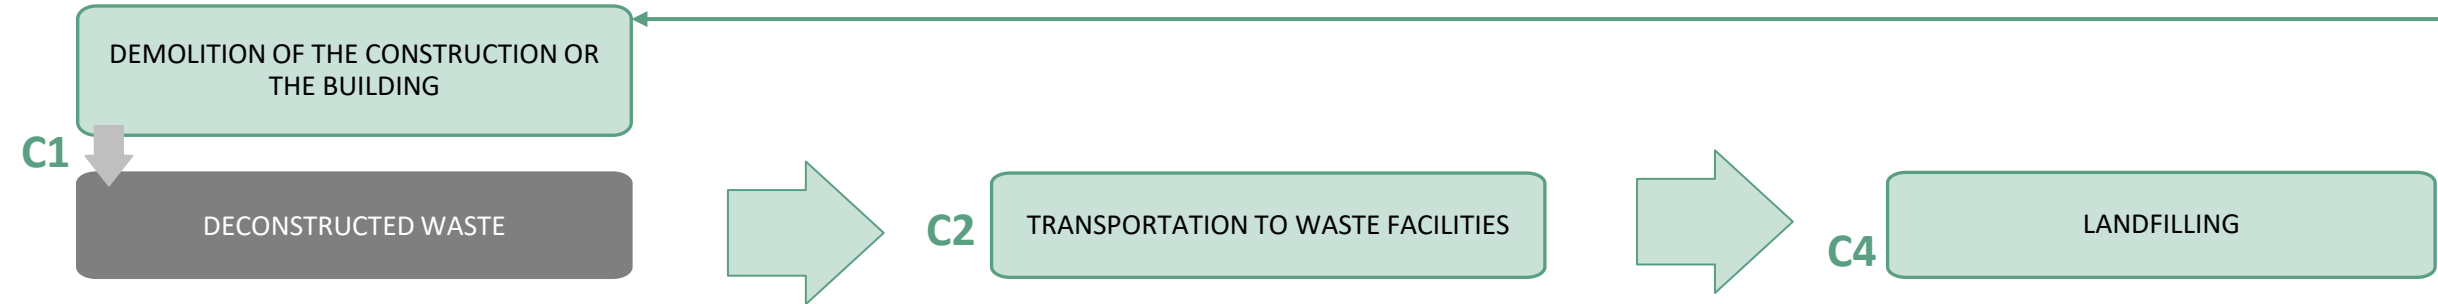 DEMOLITION OF THE CONSTRUCTION OR
THE BUILDING
C1
DECONSTRUCTED WASTE
C2
TRANSPORTATION TO WASTE FACILITIES
C4
LANDFILLING